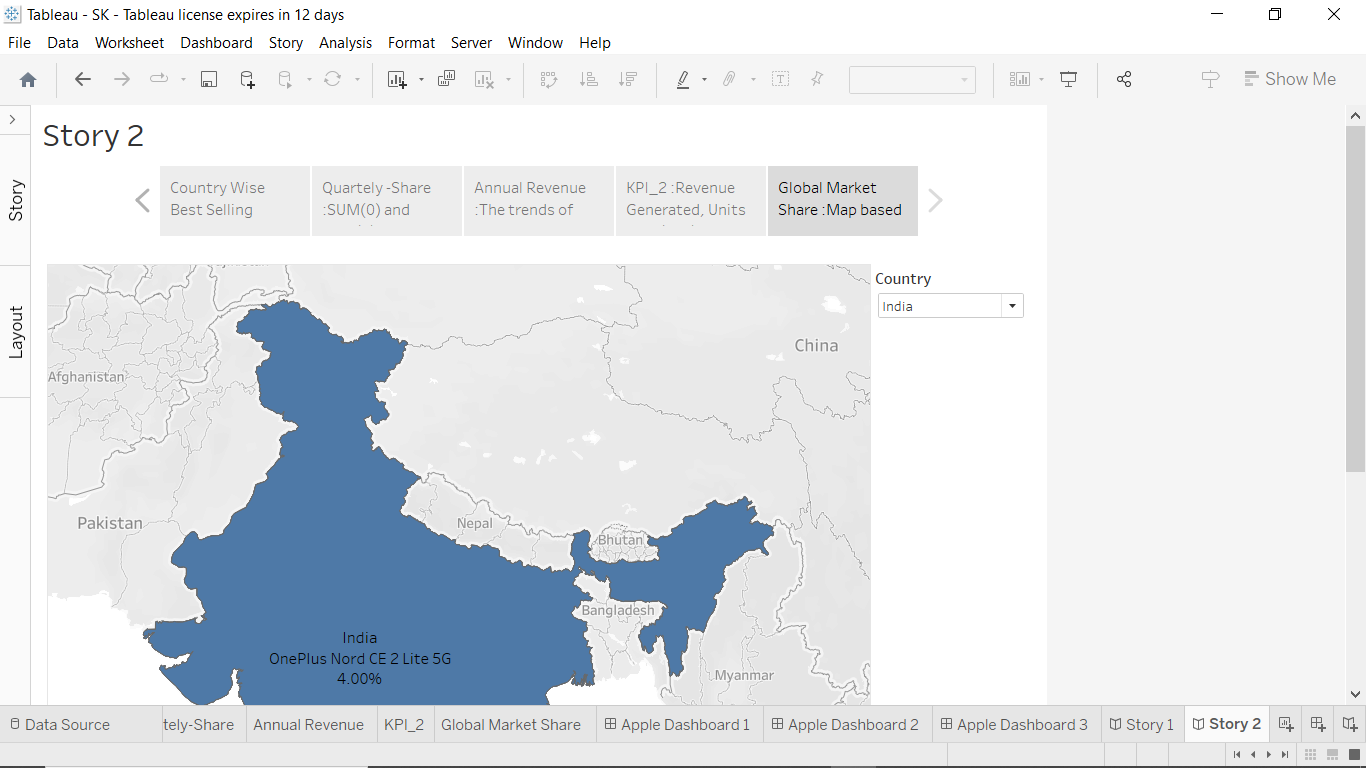 Tableau - SK - Tableau license expires in 12 days
File Data Worksheet Dashboard Story Analysis Format Server Window Help
Show Me
Story
Layout
Story 2
Country Wise
Best Selling
Quartely -Share
:SUM(0) and
Annual Revenue
:The trends of
KPI_2 :Revenue
Generated, Units
Global Market
Share :Map based
Country
India
China
Afghanistan
Pakistan
Nepal
Bhutan
Bangladesh
Myanmar
India
OnePlus Nord CE 2 Lite 5G
4.00%
Data Source tely-Share Annual Revenue KPI_2 Global Market Share Apple Dashboard 1 Apple Dashboard 2 Apple Dashboard 3 Story 1 Story 2